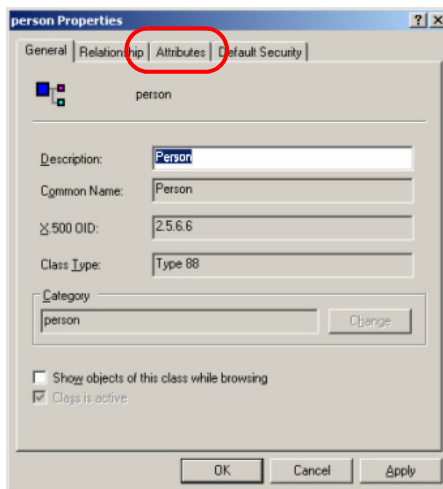 person Properties
General Relationship Attributes Default Security
person
Description: Person
Common Name: Person
X.500 OID: 2.5.6.6
Class Type: Type 88
Category
person Change
Show objects of this class while browsing
Class is active
OK Cancel Apply